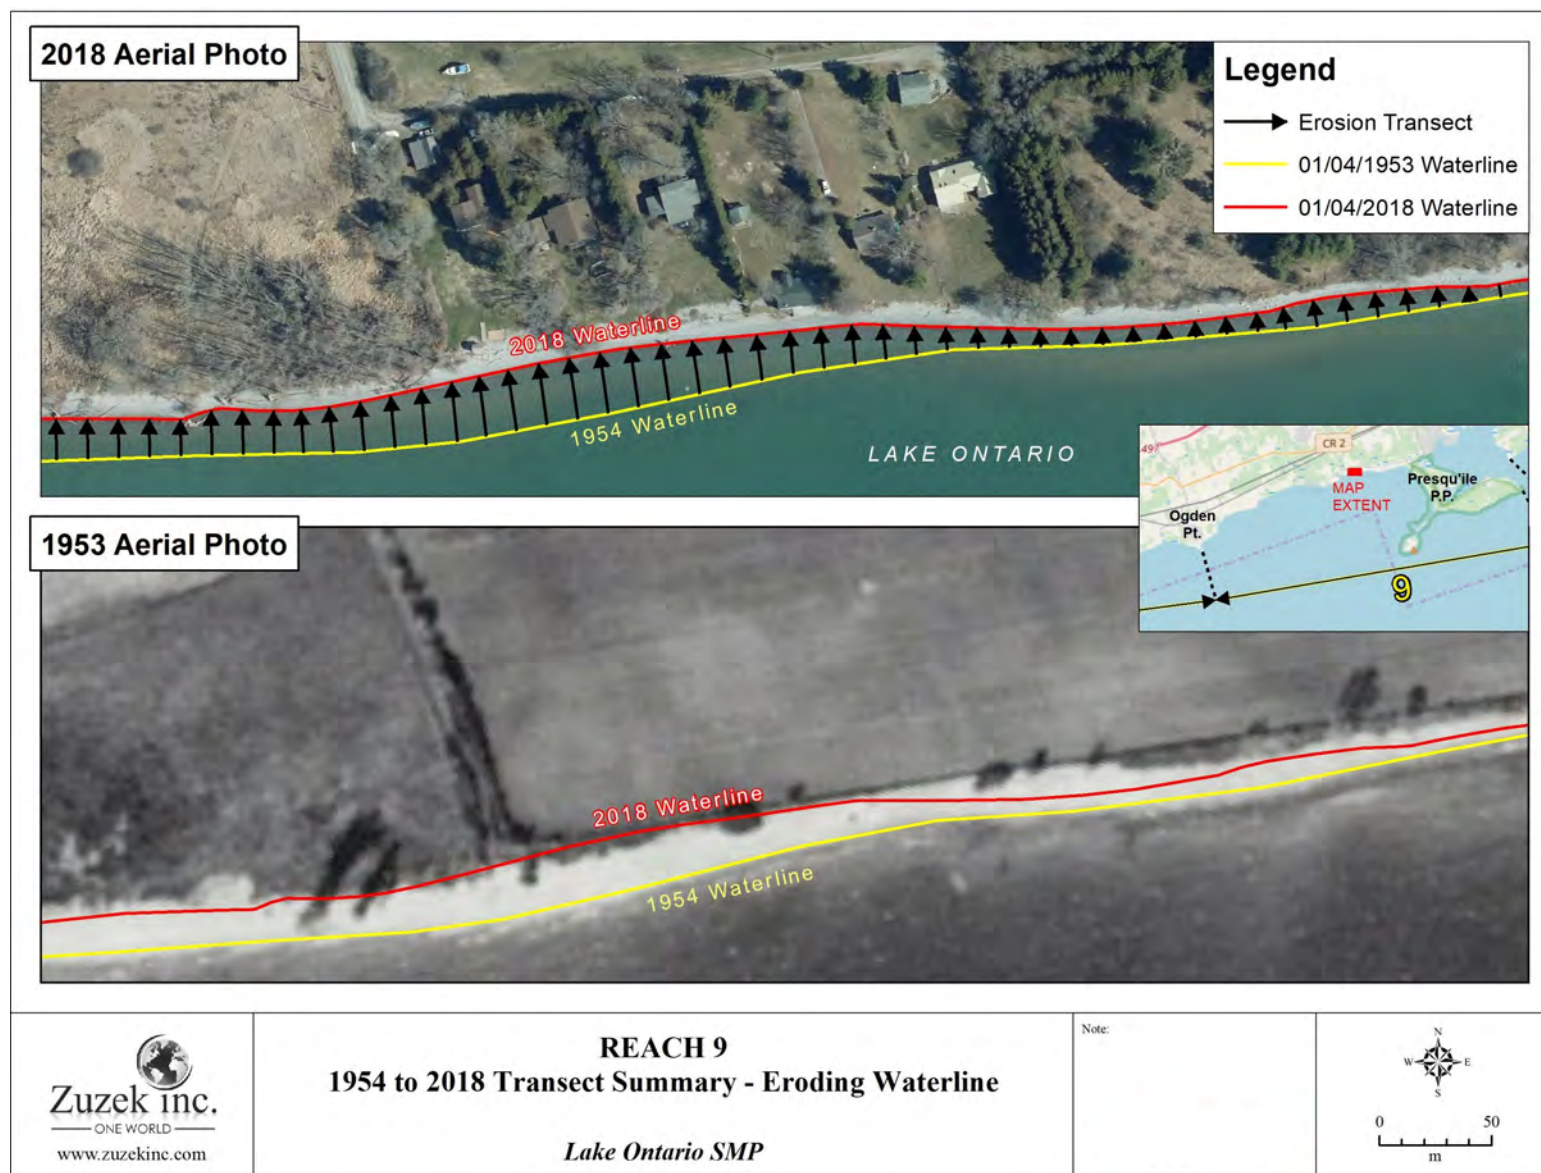 2018 Aerial Photo
Legend
Erosion Transect
01/04/1953 Waterline
01/04/2018 Waterline
2018 Waterline
1954 Waterline
LAKE ONTARIO
CR 2
49)
Presqu'ile
P.P.
MAP
EXTENT
Ogden
Pt.
9
1953 Aerial Photo
2018 Waterline
1954 Waterline
Zuzek inc.
ONE WORLD
www.zuzekinc.com
REACH 9
1954 to 2018 Transect Summary - Eroding Waterline
Lake Ontario SMP
Note:
N
W E
S
0 50
m